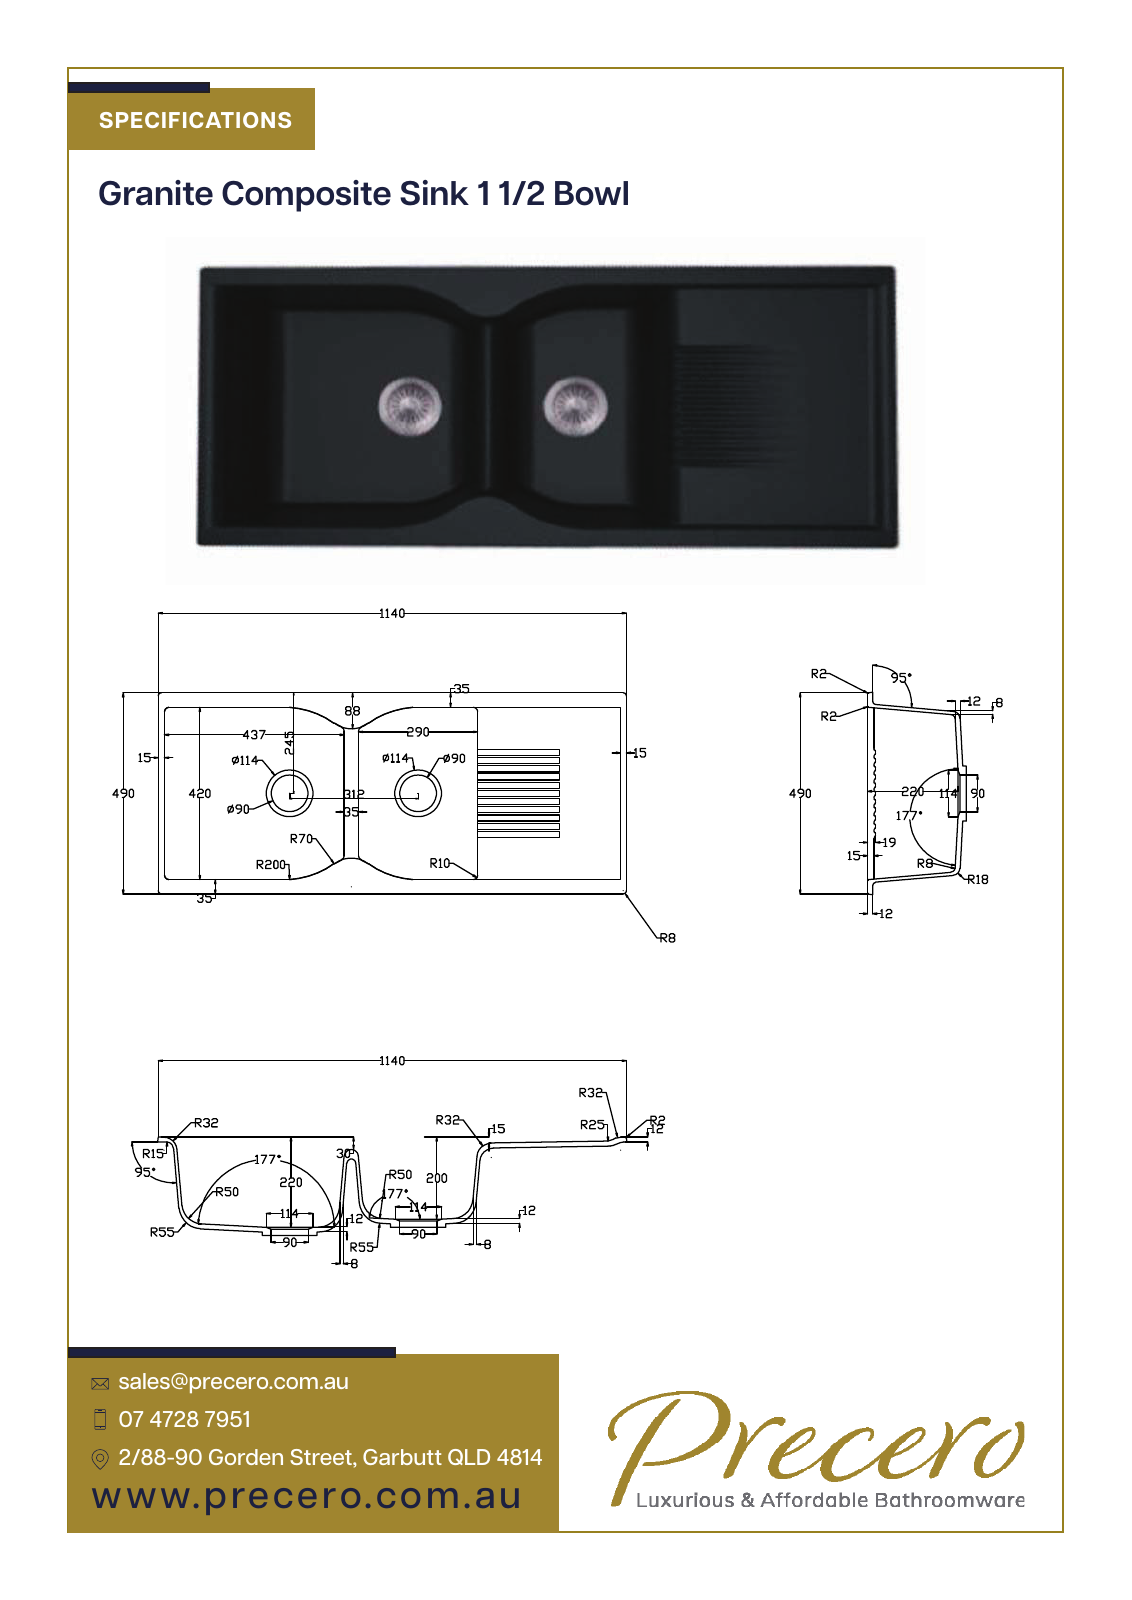 SPECIFICATIONS
Granite Composite Sink 1 1/2 Bowl
1140
35
88
437
245
290
15
Ø114
Ø114
Ø90
15
490
420
312
Ø90
35
R70
R200
R10
35
R8
R2
95°
12
8
R2
490
220
114
90
177°
19
15
R8
R18
12
1140
R32
R32
R32
15
R25
R2
12
R15
30
177°
95°
220
R50
200
R50
177°
114
114
12
12
R55
90
R55
90
8
8
sales@precero.com.au
07 4728 7951
2/88-90 Gorden Street, Garbutt QLD 4814
www.precero.com.au
Precero
Luxurious & Affordable Bathroomware